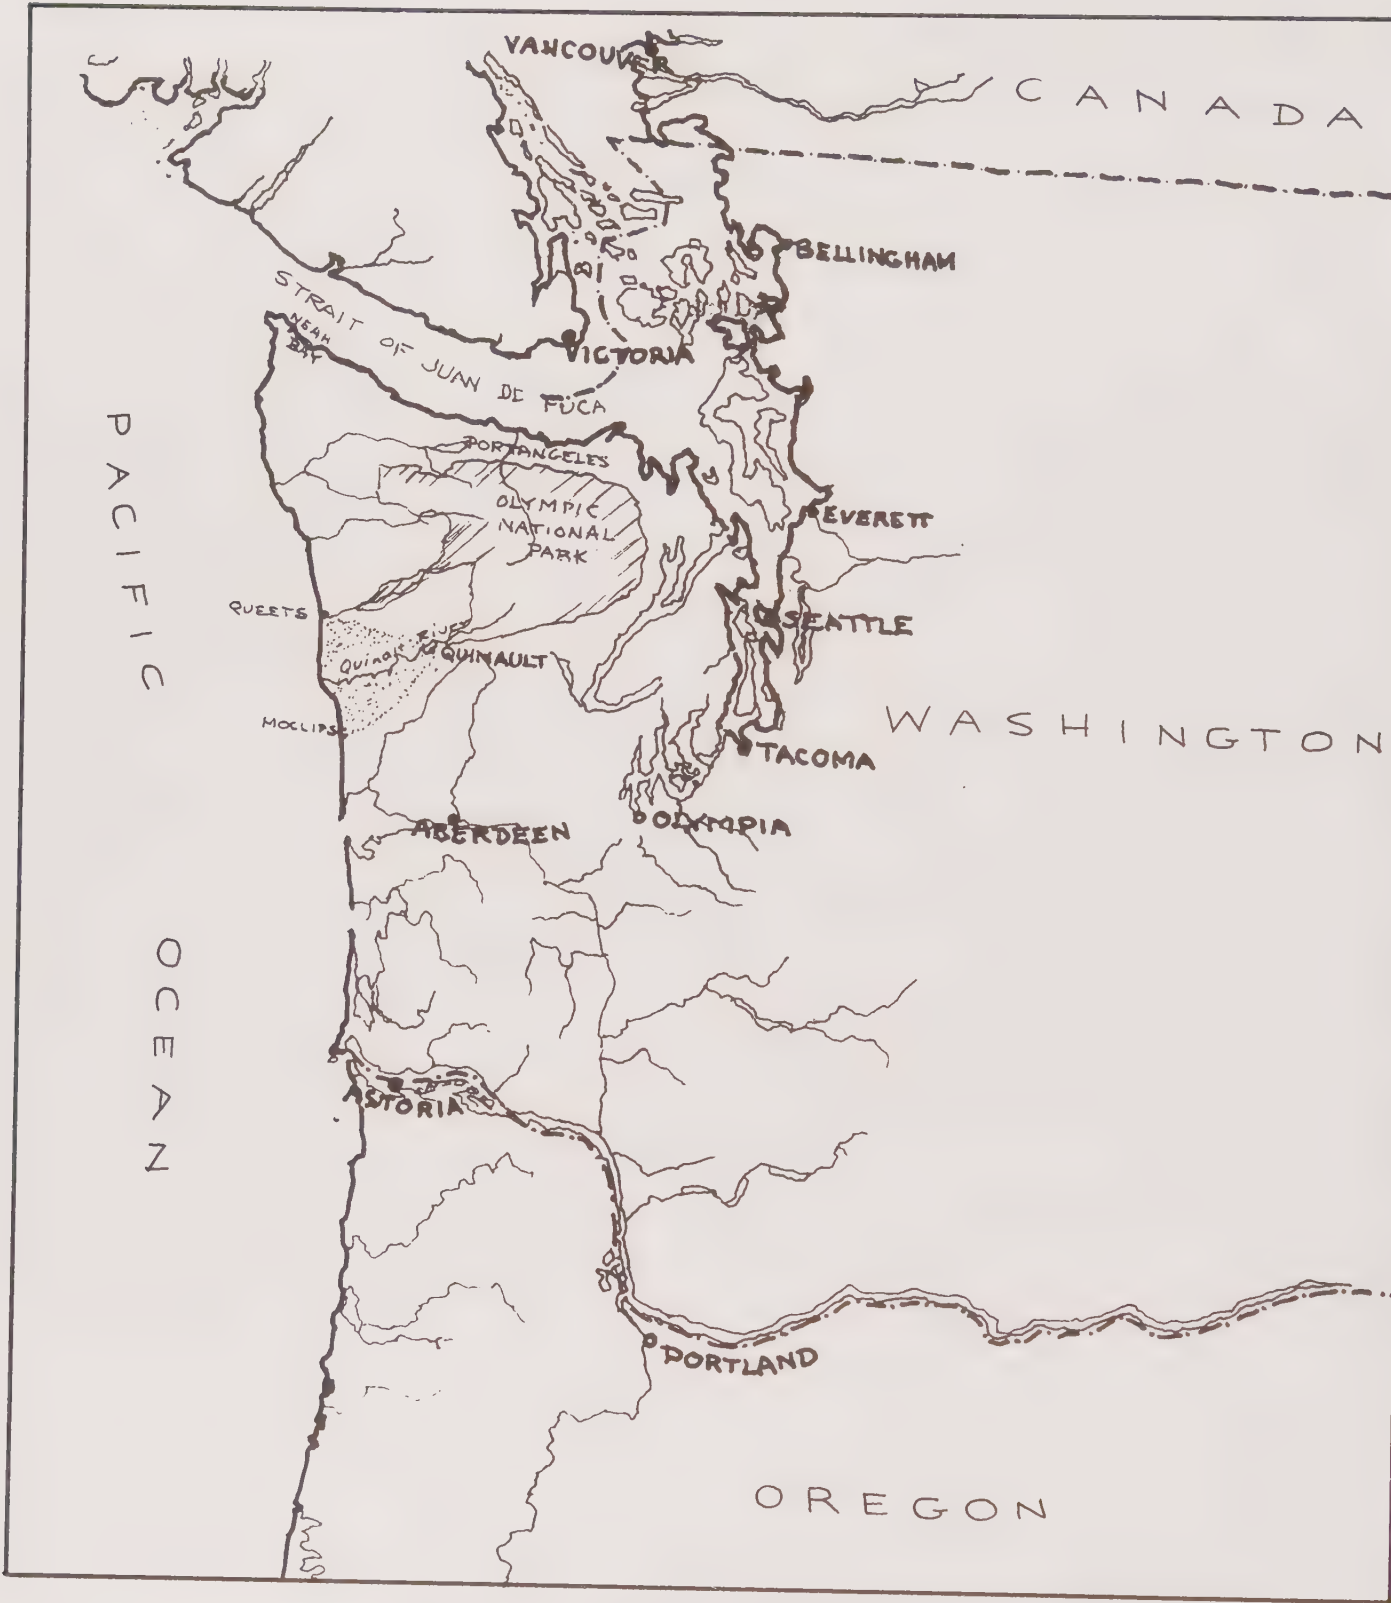 VANCOUVER
CANADA
BELLINGHAM
STRAIT OF JUAN DE FUCA
NEAH
BAY
VICTORIA
PORT ANGELES
OLYMPIC
NATIONAL
PARK
EVERETT
PACIFIC
QUEETS
SEATTLE
RIVER
QUINAULT
MOCLIPS
WASHINGTON
TACOMA
OLYMPIA
ABERDEEN
OCEAN
ASTORIA
PORTLAND
OREGON